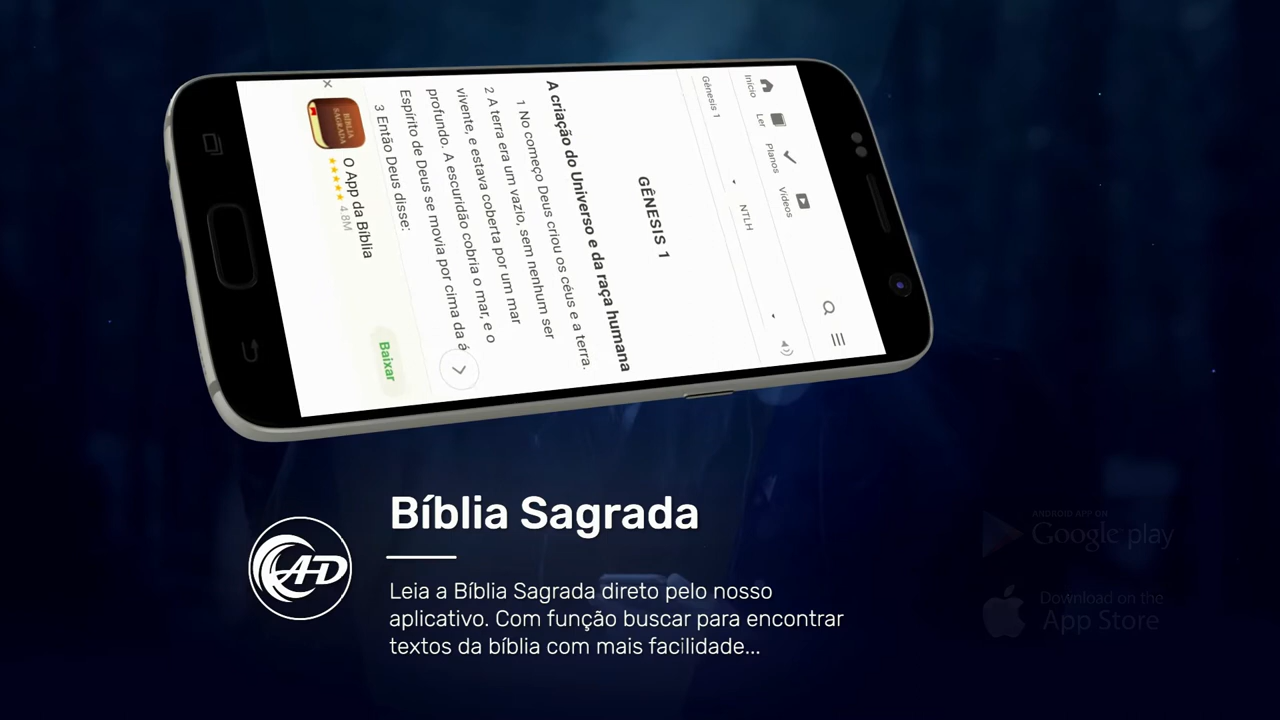 Início
Ler
Planos
Vídeos
Gênesis 1
NTLH
GÊNESIS 1
A criação do Universo e da raça humana
1 No começo Deus criou os céus e a terra.
2 A terra era um vazio, sem nenhum ser
vivente, e estava coberta por um mar
profundo. A escuridão cobria o mar, e o
Espírito de Deus se movia por cima da á
3 Então Deus disse:
BÍBLIA
SAGRADA
O App da Bíblia
4.8M
Baixar
AD
Bíblia Sagrada
Leia a Bíblia Sagrada direto pelo nosso
aplicativo. Com função buscar para encontrar
textos da bíblia com mais facilidade...
ANDROID APP ON
Google play
Download on the
App Store